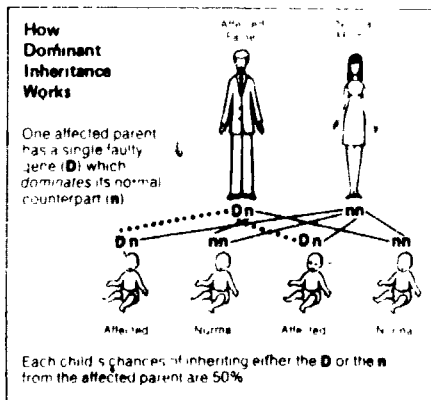 How
Dominant
Inheritance
Works
Affected
One affected parent
has a single faulty
gene (D) which
dominates its normal
counterpart (n)
Dn nn
Dn nn Dn nn
Affected Norma Affected Norma
Each child s chances of inheriting either the D or the n
from the affected parent are 50%